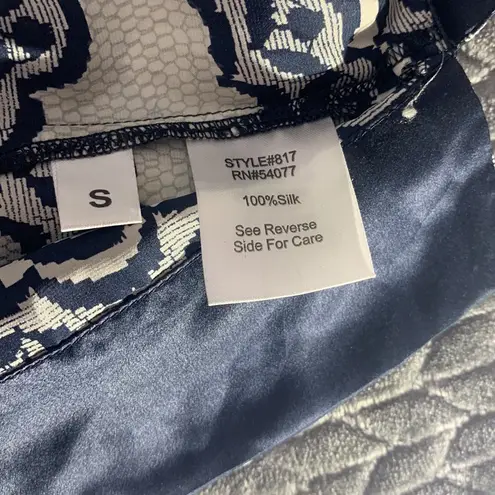 S
STYLE#817
RN#54077
100%Silk
See Reverse
Side For Care